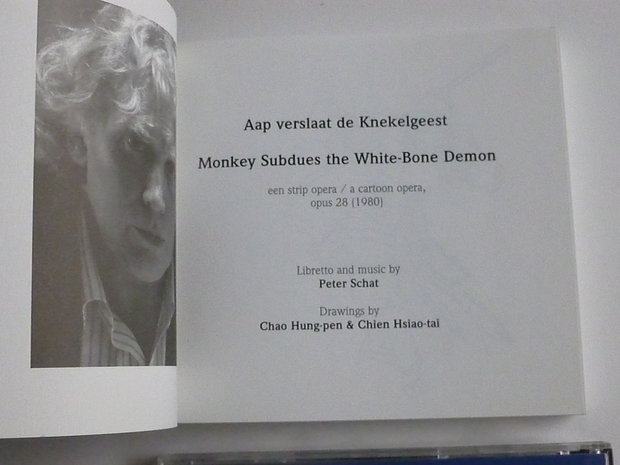 Aap verslaat de Knekelgeest
Monkey Subdues the White-Bone Demon
een strip opera / a cartoon opera,
opus 28 (1980)
Libretto and music by
Peter Schat
Drawings by
Chao Hung-pen & Chien Hsiao-tai